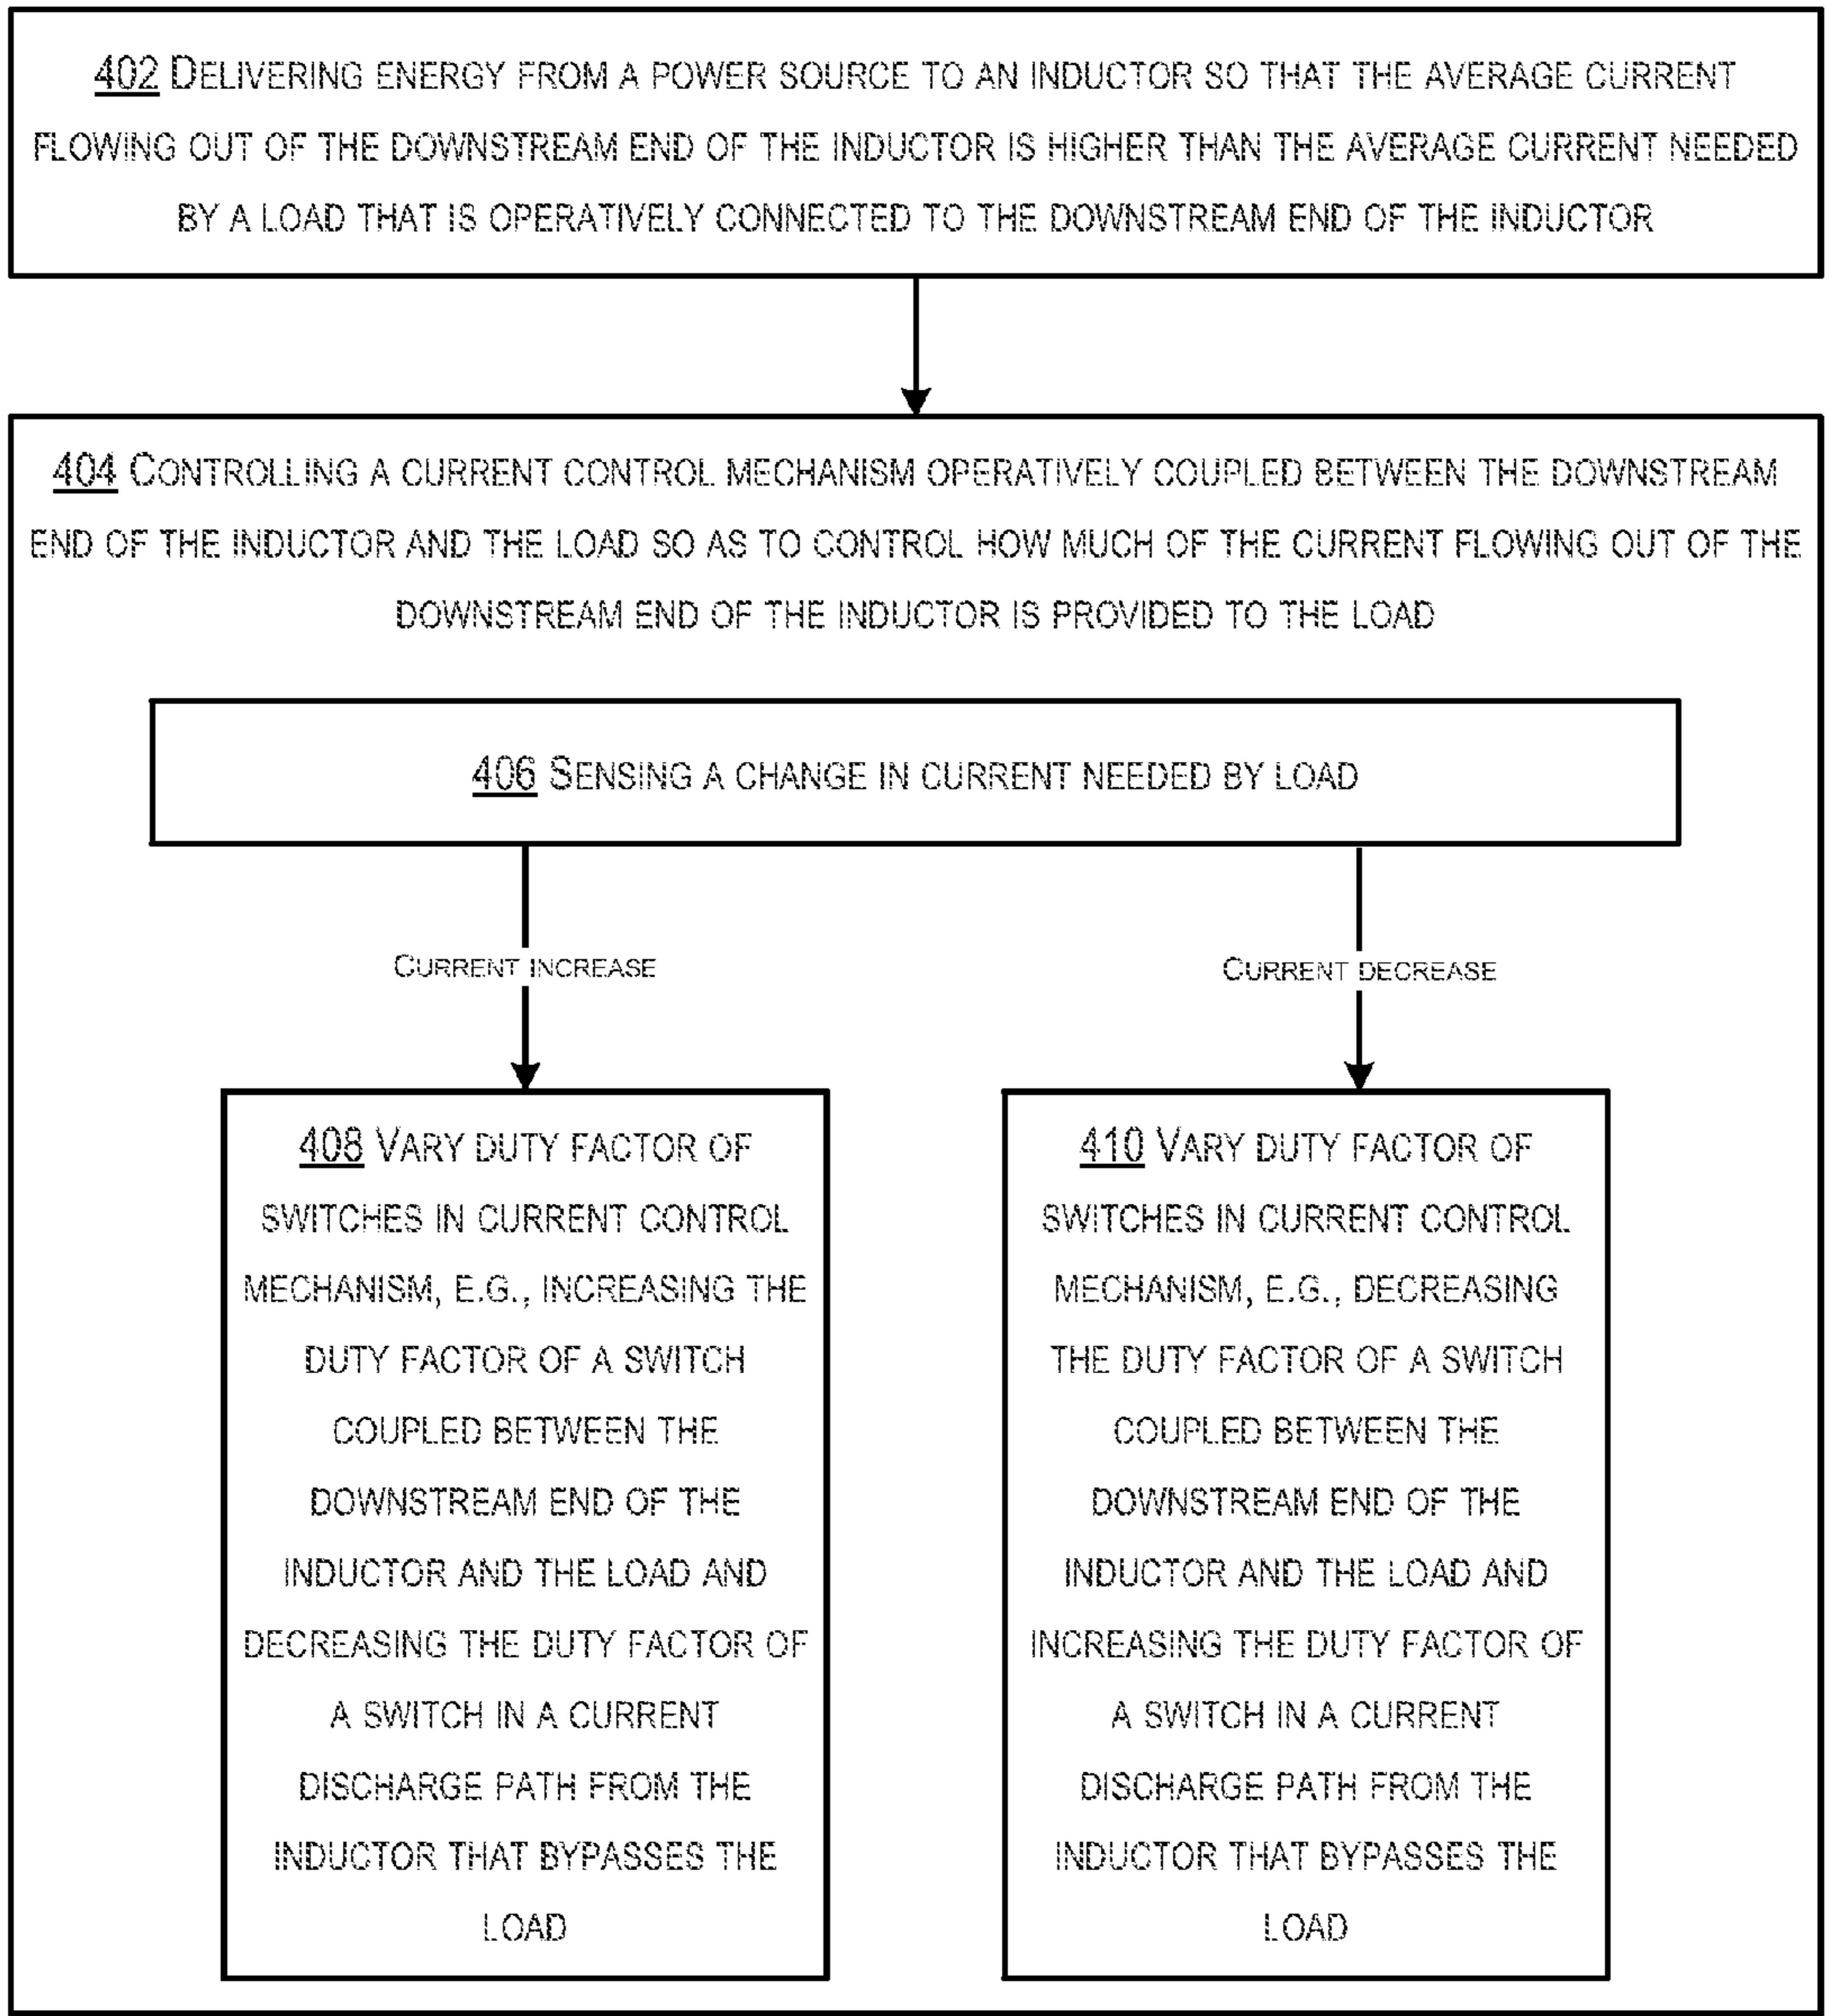 402 DELIVERING ENERGY FROM A POWER SOURCE TO AN INDUCTOR SO THAT THE AVERAGE CURRENT
FLOWING OUT OF THE DOWNSTREAM END OF THE INDUCTOR IS HIGHER THAN THE AVERAGE CURRENT NEEDED
BY A LOAD THAT IS OPERATIVELY CONNECTED TO THE DOWNSTREAM END OF THE INDUCTOR
404 CONTROLLING A CURRENT CONTROL MECHANISM OPERATIVELY COUPLED BETWEEN THE DOWNSTREAM
END OF THE INDUCTOR AND THE LOAD SO AS TO CONTROL HOW MUCH OF THE CURRENT FLOWING OUT OF THE
DOWNSTREAM END OF THE INDUCTOR IS PROVIDED TO THE LOAD
406 SENSING A CHANGE IN CURRENT NEEDED BY LOAD
CURRENT INCREASE
CURRENT DECREASE
408 VARY DUTY FACTOR OF
SWITCHES IN CURRENT CONTROL
MECHANISM, E.G., INCREASING THE
DUTY FACTOR OF A SWITCH
COUPLED BETWEEN THE
DOWNSTREAM END OF THE
INDUCTOR AND THE LOAD AND
DECREASING THE DUTY FACTOR OF
A SWITCH IN A CURRENT
DISCHARGE PATH FROM THE
INDUCTOR THAT BYPASSES THE
LOAD
410 VARY DUTY FACTOR OF
SWITCHES IN CURRENT CONTROL
MECHANISM, E.G., DECREASING
THE DUTY FACTOR OF A SWITCH
COUPLED BETWEEN THE
DOWNSTREAM END OF THE
INDUCTOR AND THE LOAD AND
INCREASING THE DUTY FACTOR OF
A SWITCH IN A CURRENT
DISCHARGE PATH FROM THE
INDUCTOR THAT BYPASSES THE
LOAD